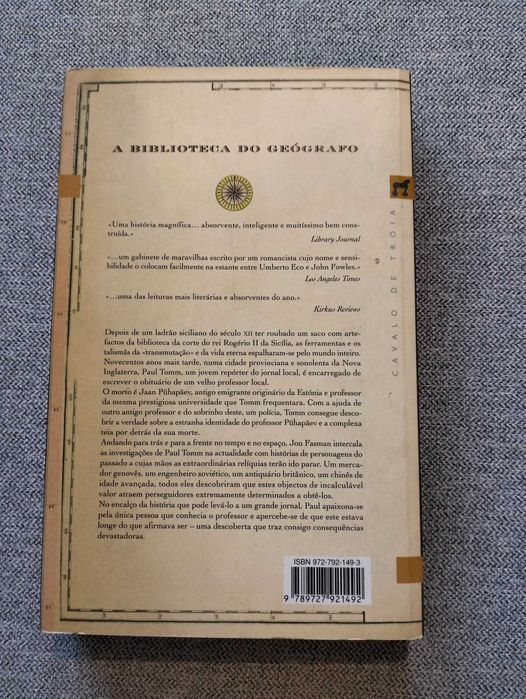 A BIBLIOTECA DO GEÓGRAFO
«Uma história magnífica... absorvente, inteligente e muitíssimo bem cons-
truída.»
Library Journal
«...um gabinete de maravilhas escrito por um romancista cujo nome e sensi-
bilidade o colocam facilmente na estante entre Umberto Eco e John Fowles.»
Los Angeles Times
«...uma das leituras mais literárias e absorventes do ano.»
Kirkus Reviews
Depois de um ladrão siciliano do século XII ter roubado um saco com arte-
factos da biblioteca da corte do rei Rogério II da Sicília, as ferramentas e os
talismãs da «transmutação» e da vida eterna espalharam-se pelo mundo inteiro.
Novecentos anos mais tarde, numa cidade provinciana e sonolenta da Nova
Inglaterra, Paul Tomm, um jovem repórter do jornal local, é encarregado de
escrever o obituário de um velho professor local.
O morto é Jaan Pühapäev, antigo emigrante originário da Estónia e professor
da mesma prestigiosa universidade que Tomm frequentara. Com a ajuda de
outro antigo professor e do sobrinho deste, um polícia, Tomm consegue desco-
brir a verdade sobre a estranha identidade do professor Pühapäev e a complexa
teia por detrás da sua morte.
Andando para trás e para a frente no tempo e no espaço, Jon Fasman intercala
as investigações de Paul Tomm na actualidade com histórias de personagens do
passado a cujas mãos as extraordinárias relíquias terão ido parar. Um merca-
dor genovês, um engenheiro soviético, um antiquário britânico, um chinês de
idade avançada, todos eles descobriram que estes objectos de incalculável
valor atraem perseguidores extremamente determinados a obtê-los.
No encalço da história que pode levá-lo a um grande jornal, Paul apaixona-se
pela única pessoa que conhecia o professor e apercebe-se de que este estava
longe do que afirmava ser – uma descoberta que traz consigo consequências
devastadoras.
CAVALO DE TRÓIA
ISBN 972-792-149-3
9 789727 921492